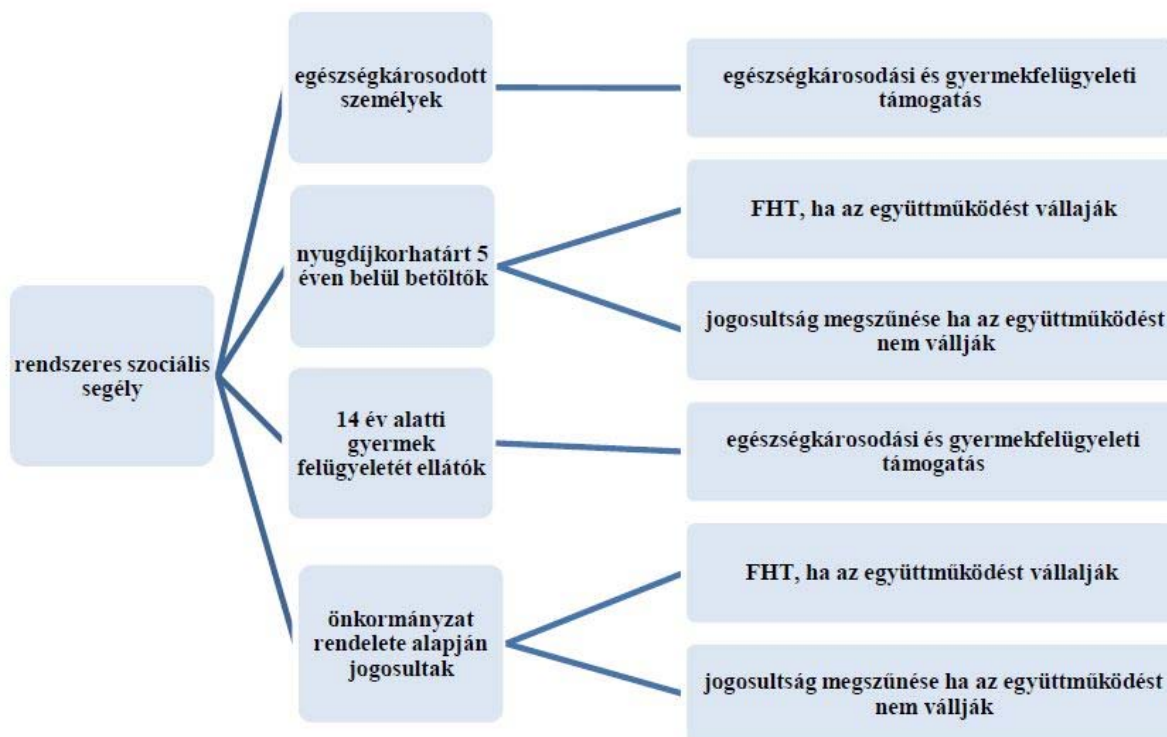 rendszeres szociális
segély
egészségkárosodott
személyek
egészségkárosodási és gyermekfelügyeleti
támogatás
nyugdíjkorhatárt 5
éven belül betöltők
FHT, ha az együttműködést vállaják
jogosultság megszűnése ha az együttműködést
nem vállják
14 év alatti
gyermek
felügyeletét ellátók
egészségkárosodási és gyermekfelügyeleti
támogatás
önkormányzat
rendelete alapján
jogosultak
FHT, ha az együttműködést vállalják
jogosultság megszűnése ha az együttműködést
nem vállják